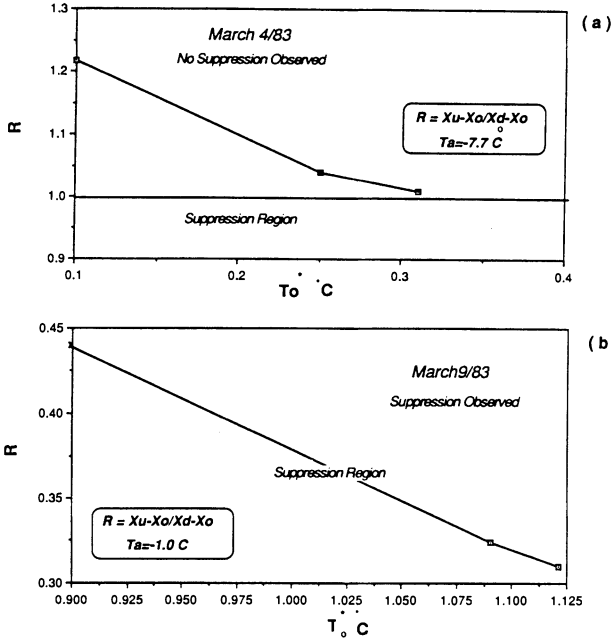 (a)
1.3
1.2
1.1
1.0
0.9
R
March 4/83
No Suppression Observed
R = Xu-Xo/Xd-Xo
Ta=-7.7 C
o
Suppression Region
0.1
0.2
0.3
0.4
To °C
(b
0.45
0.40
0.35
0.30
R
March9/83
Suppression Observed
Suppression Region
R = Xu-Xo/Xd-Xo
Ta=-1.0 C
0.900
0.925
0.950
0.975
1.000
1.025
1.050
1.075
1.100
1.125
To °C